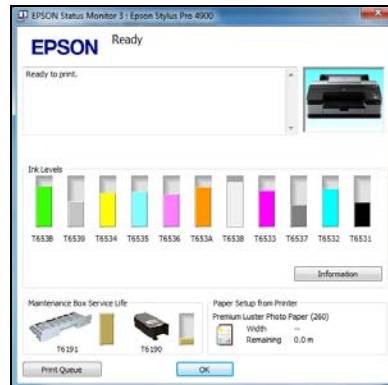 EPSON Status Monitor 3 : Epson Stylus Pro 4900
EPSON
Ready
Ready to print.
Ink Levels
T653B T6539 T6534 T6535 T6536 T653A T6538 T6533 T6537 T6532 T6531
Information
Maintenance Box Service Life
T6191 T6190
Paper Setup from Printer
Premium Luster Photo Paper (260)
Width --
Remaining 0.0 m
Print Queue
OK